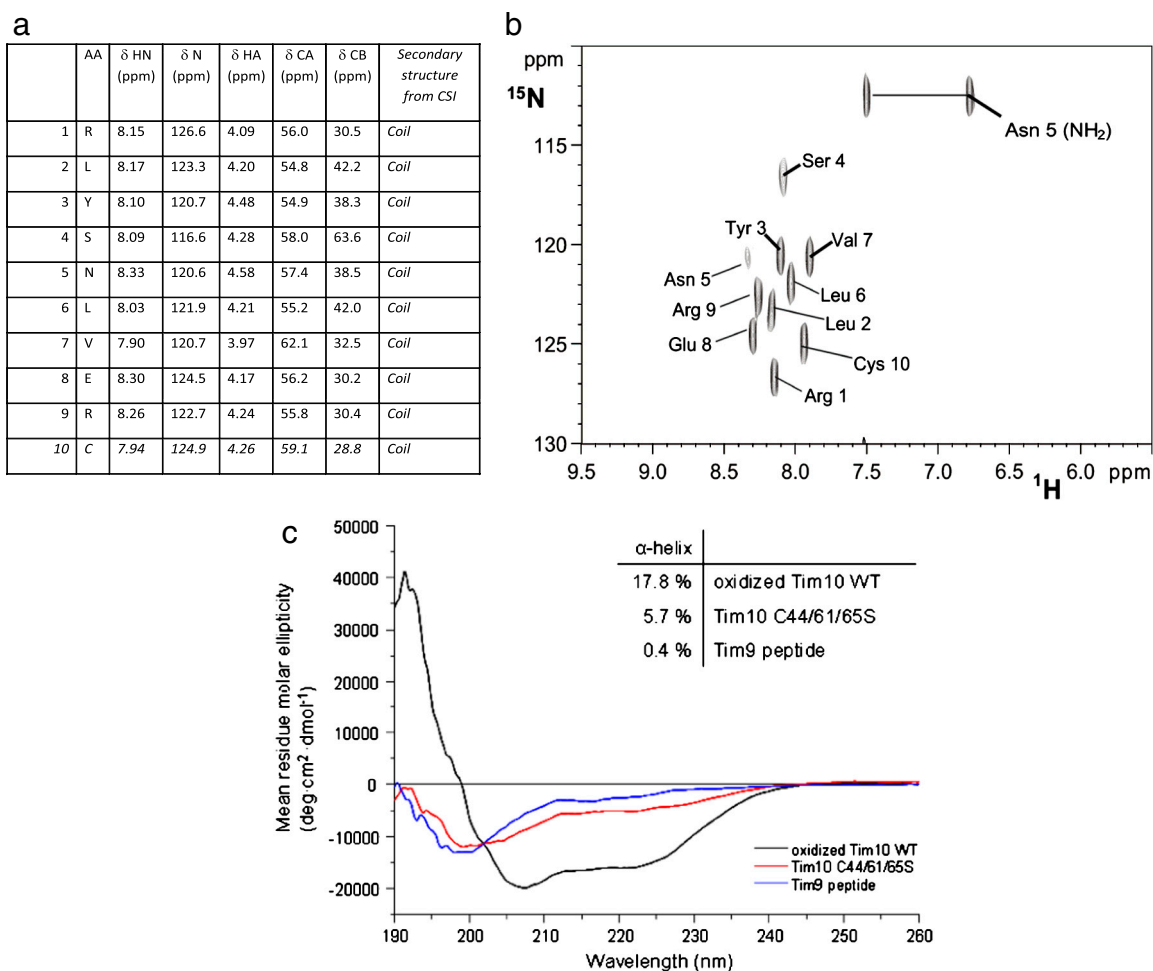 a
AA δ HN (ppm) δ N (ppm) δ HA (ppm) δ CA (ppm) δ CB (ppm) Secondary structure from CSI
1 R 8.15 126.6 4.09 56.0 30.5 Coil
2 L 8.17 123.3 4.20 54.8 42.2 Coil
3 Y 8.10 120.7 4.48 54.9 38.3 Coil
4 S 8.09 116.6 4.28 58.0 63.6 Coil
5 N 8.33 120.6 4.58 57.4 38.5 Coil
6 L 8.03 121.9 4.21 55.2 42.0 Coil
7 V 7.90 120.7 3.97 62.1 32.5 Coil
8 E 8.30 124.5 4.17 56.2 30.2 Coil
9 R 8.26 122.7 4.24 55.8 30.4 Coil
10 C 7.94 124.9 4.26 59.1 28.8 Coil
b
ppm
¹⁵N
115
120
125
130
Asn 5 (NH₂)
Ser 4
Tyr 3
Val 7
Asn 5
Leu 6
Arg 9
Leu 2
Glu 8
Cys 10
Arg 1
9.5 9.0 8.5 8.0 7.5 7.0 6.5 6.0 ppm
¹H
c
Mean residue molar ellipticity
(deg·cm²·dmol⁻¹)
50000
40000
30000
20000
10000
0
-10000
-20000
α-helix
17.8 % oxidized Tim10 WT
5.7 % Tim10 C44/61/65S
0.4 % Tim9 peptide
oxidized Tim10 WT
Tim10 C44/61/65S
Tim9 peptide
190 200 210 220 230 240 250 260
Wavelength (nm)